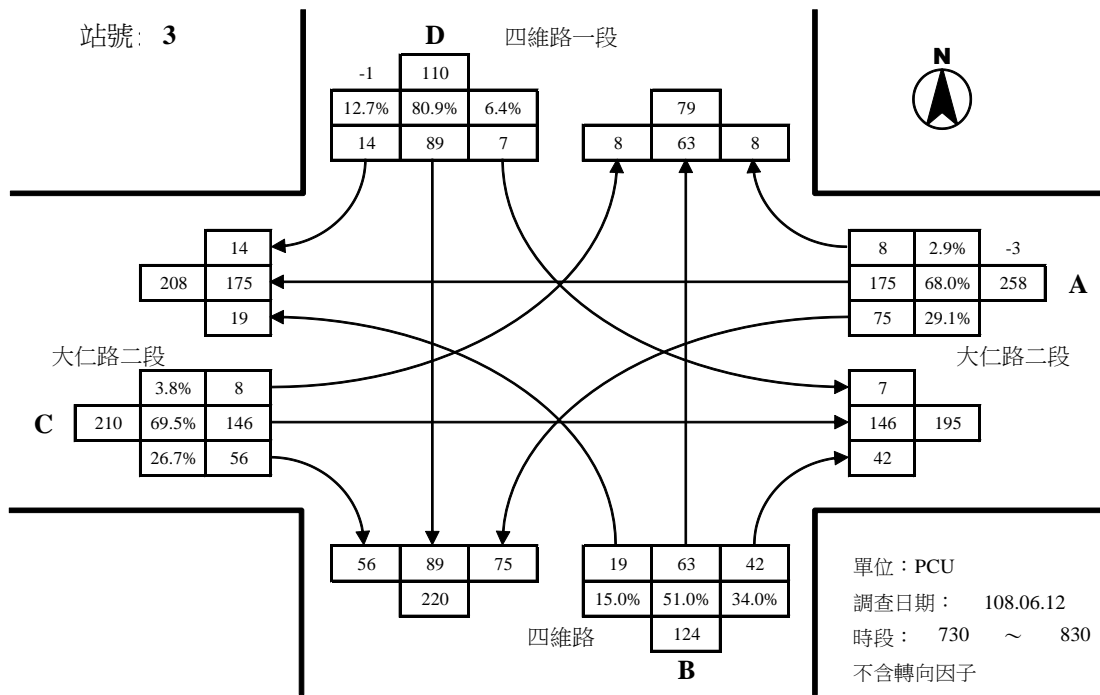 站號: 3
D
四維路一段
N
-1 110
12.7% 80.9% 6.4%
14 89 7
79
8 63 8
14
208 175
19
8 2.9% -3
175 68.0% 258
75 29.1%
A
大仁路二段
大仁路二段
3.8% 8
210 69.5% 146
26.7% 56
C
7
146 195
42
56 89 75
220
19 63 42
15.0% 51.0% 34.0%
124
四維路
B
單位：PCU
調查日期： 108.06.12
時段： 730 ～ 830
不含轉向因子